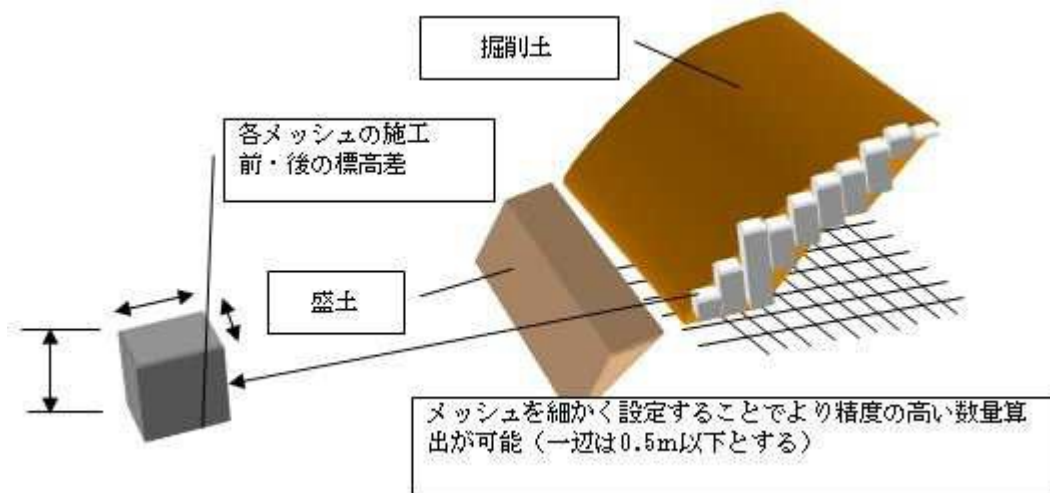 掘削土
各メッシュの施工
前・後の標高差
盛土
メッシュを細かく設定することでより精度の高い数量算
出が可能（一辺は0.5m以下とする）